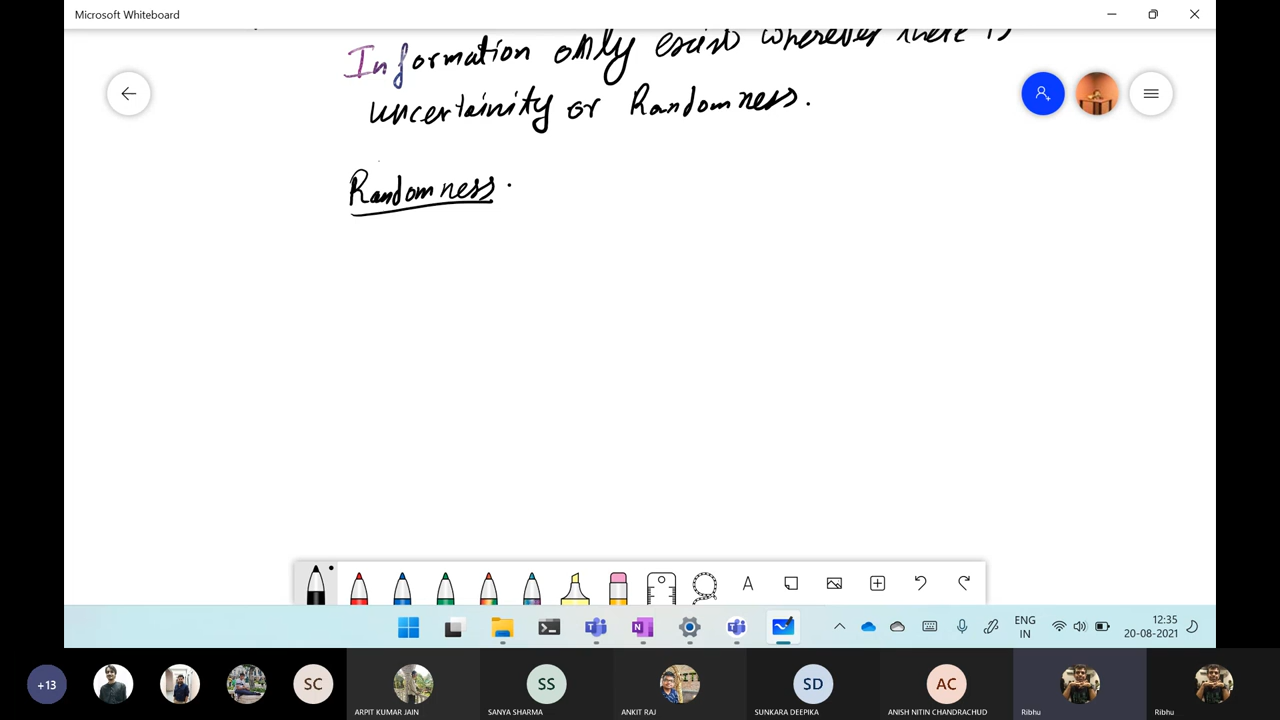 Microsoft Whiteboard
Information only exist wherever there is
uncertainity or Randomness.
Randomness.
A
ENG
IN
12:35
20-08-2021
+13
SC
SS
SD
AC
ARPIT KUMAR JAIN
SANYA SHARMA
ANKIT RAJ
SUNKARA DEEPIKA
ANISH NITIN CHANDRACHUD
Ribhu
Ribhu